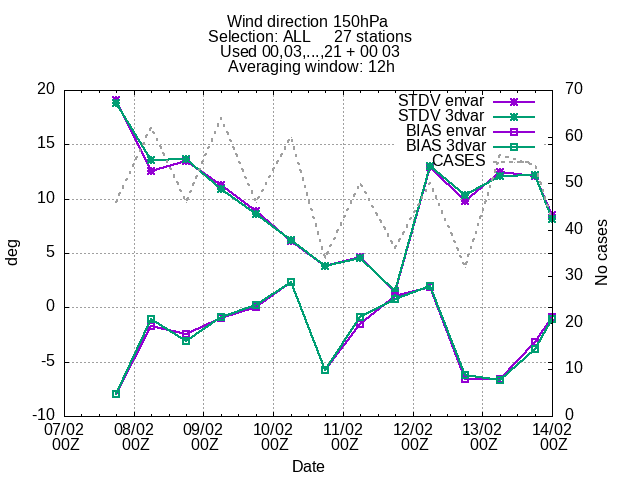 Wind direction 150hPa
Selection: ALL 27 stations
Used 00,03,...,21 + 00 03
Averaging window: 12h
20
15
10
5
0
-5
-10
70
60
50
40
30
20
10
0
STDV envar
STDV 3dvar
BIAS envar
BIAS 3dvar
CASES
deg
No cases
07/02 08/02 09/02 10/02 11/02 12/02 13/02 14/02
00Z 00Z 00Z 00Z 00Z 00Z 00Z 00Z
Date